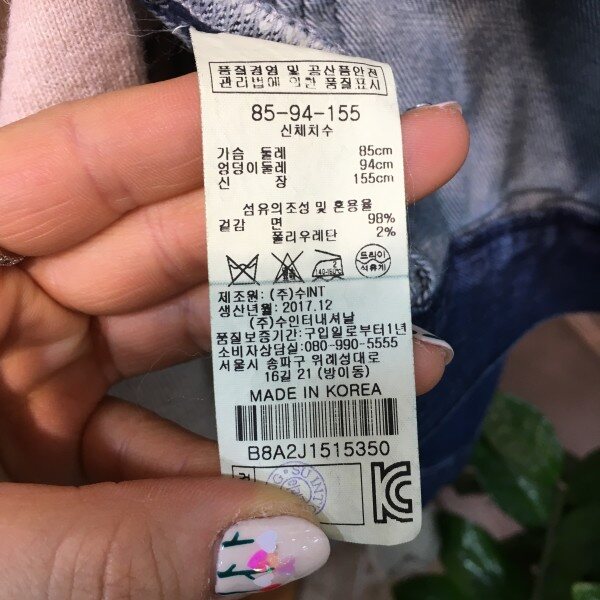 품질경영 및 공산품안전
관리법에 의한 품질표시
85-94-155
신체치수
가슴 둘레 85cm
엉덩이둘레 94cm
신 장 155cm
섬유의조성 및 혼용율
겉감 면 98%
폴리우레탄 2%
드라이
석유계
제조원: (주)수INT
생산년월: 2017.12
(주)수인터내셔날
품질보증기간: 구입일로부터1년
소비자상담실: 080-990-5555
서울시 송파구 위례성대로
16길 21 (방이동)
MADE IN KOREA
B8A2J1515350